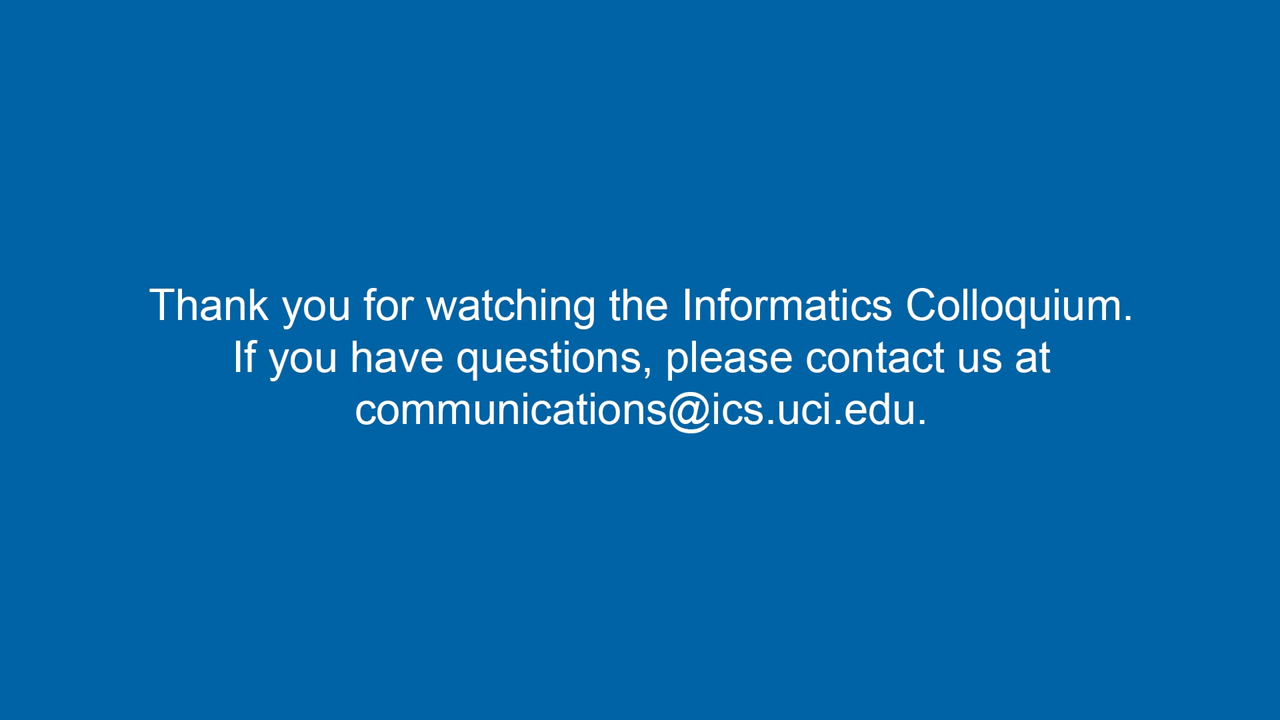 Thank you for watching the Informatics Colloquium.
If you have questions, please contact us at
communications@ics.uci.edu.